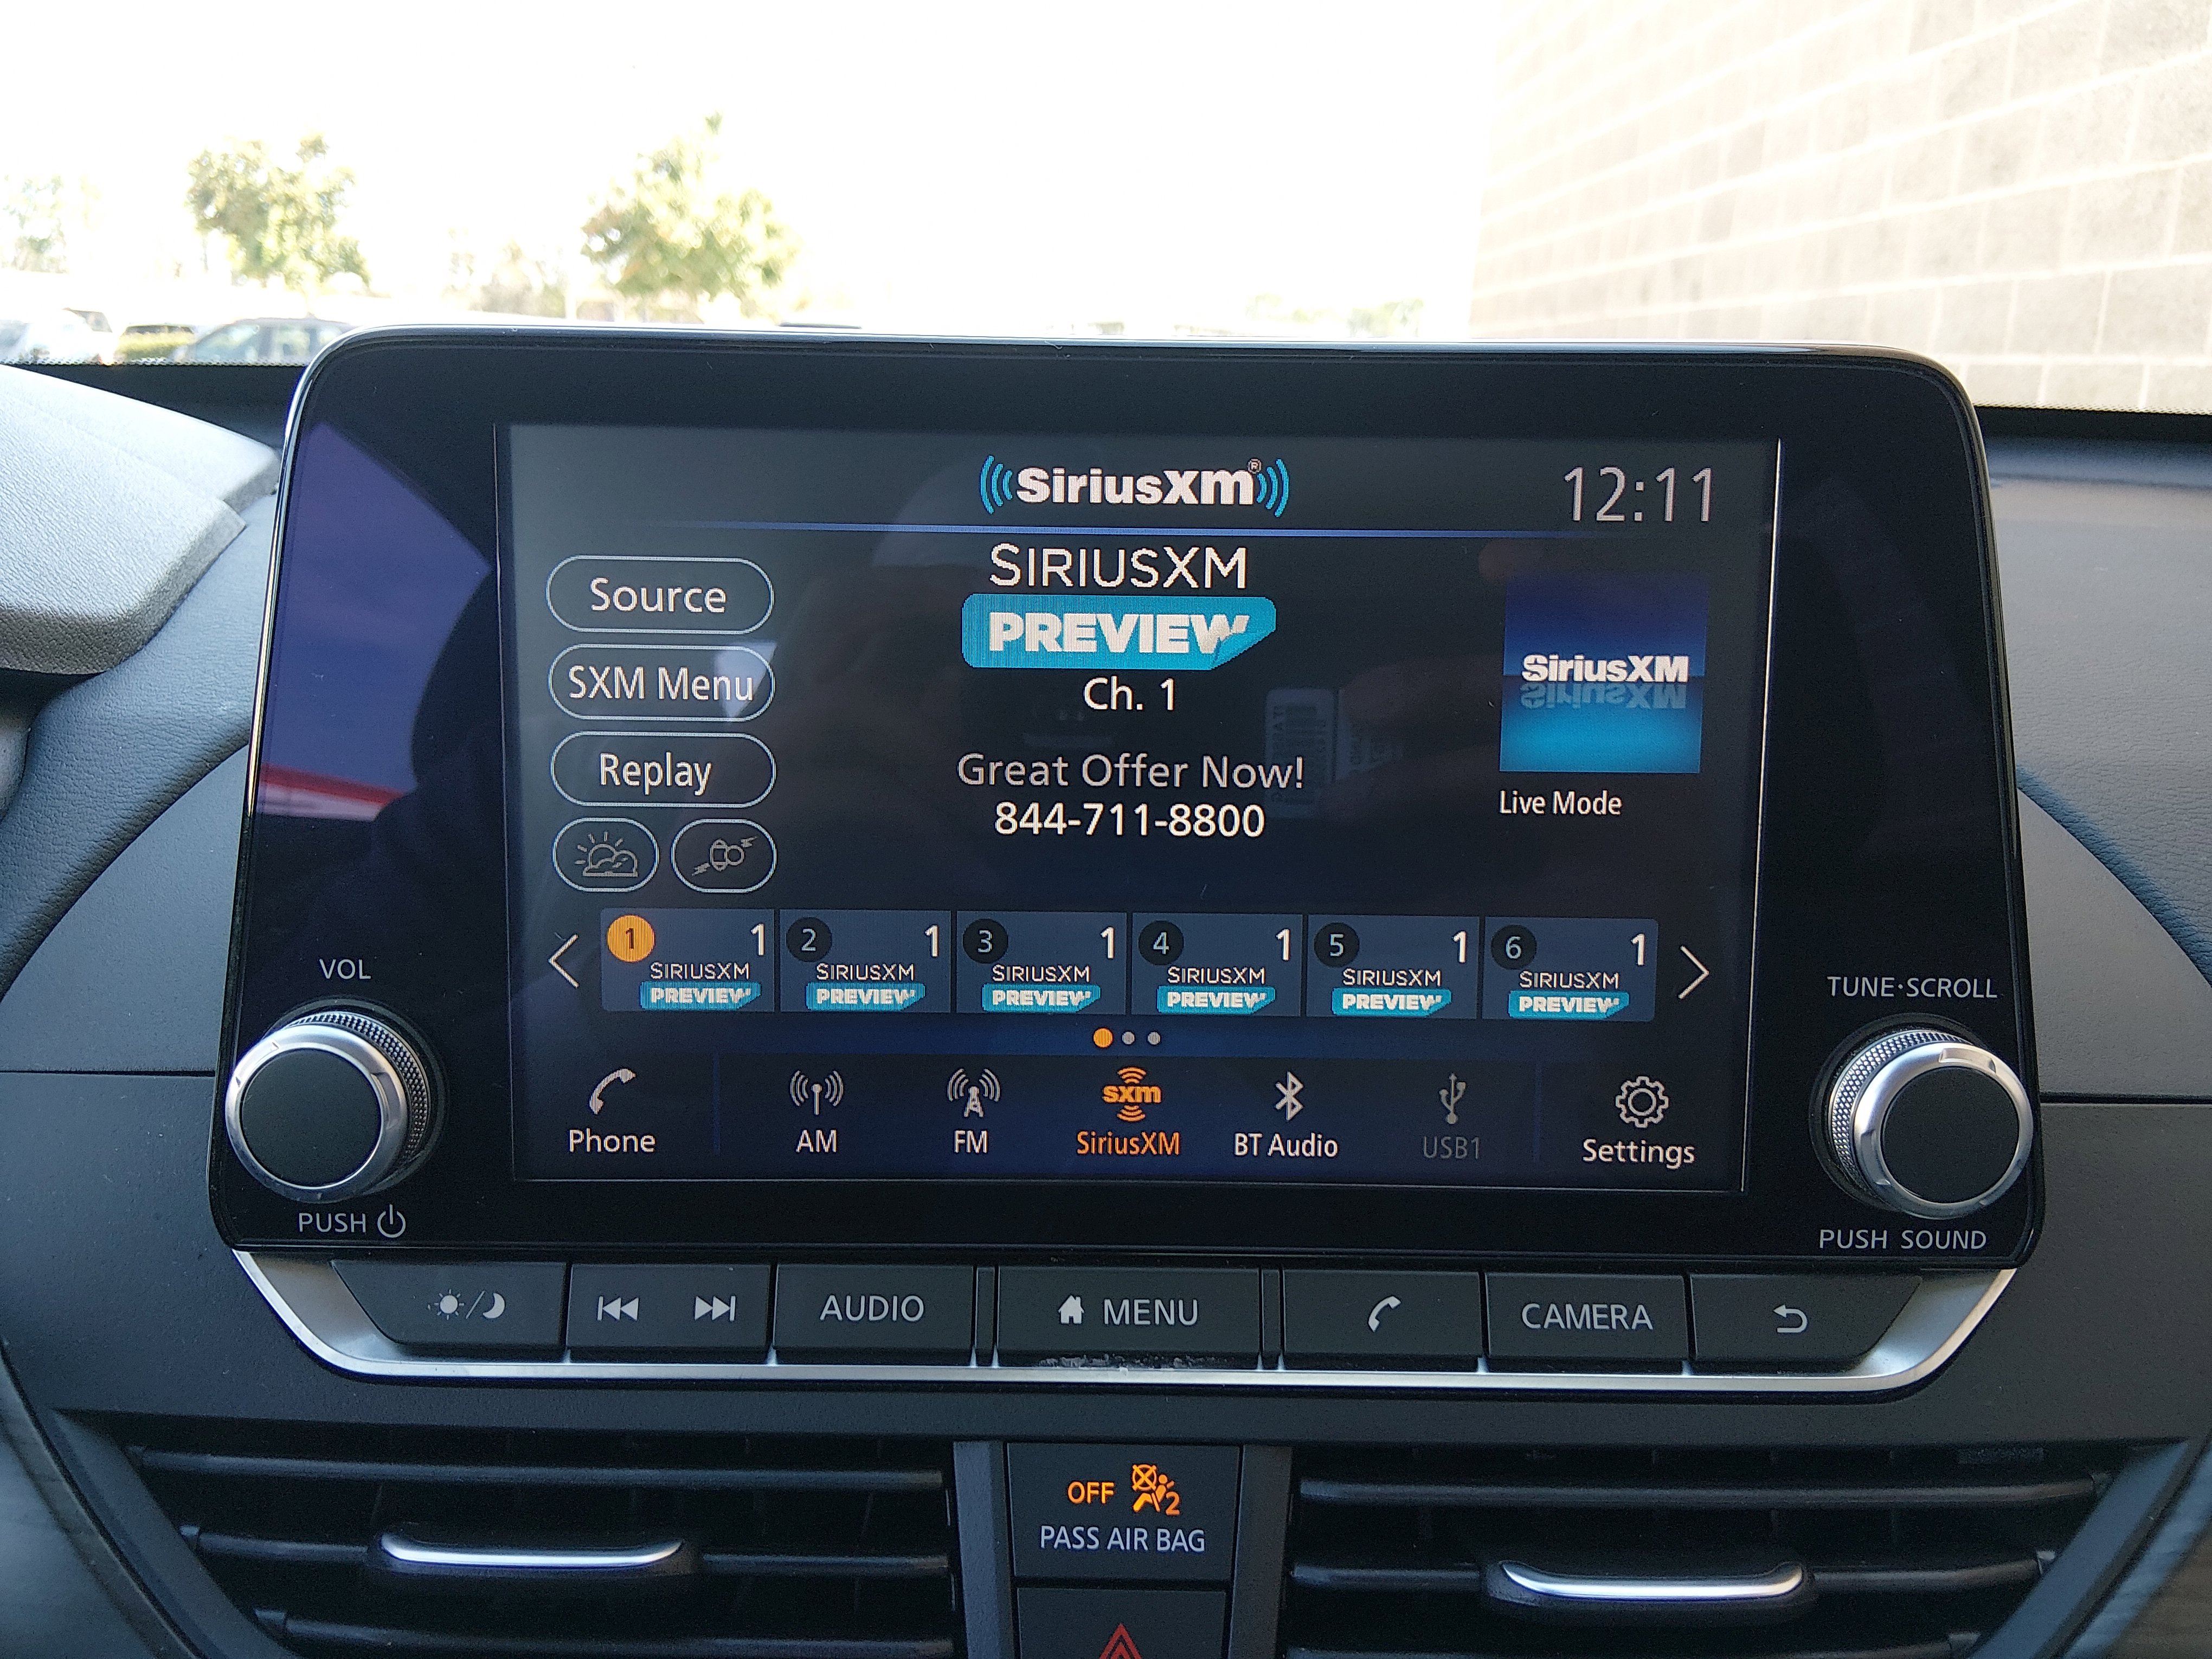 SiriusXm®
12:11
SIRIUSXM
PREVIEW
Ch. 1
Great Offer Now!
844-711-8800
Source
SXM Menu
Replay
SiriusXM
Live Mode
1 1
SIRIUSXM
PREVIEW
2 1
SIRIUSXM
PREVIEW
3 1
SIRIUSXM
PREVIEW
4 1
SIRIUSXM
PREVIEW
5 1
SIRIUSXM
PREVIEW
6 1
SIRIUSXM
PREVIEW
Phone
AM
FM
sxm
SiriusXM
BT Audio
USB1
Settings
VOL
PUSH
TUNE·SCROLL
PUSH SOUND
AUDIO
MENU
CAMERA
OFF 2
PASS AIR BAG